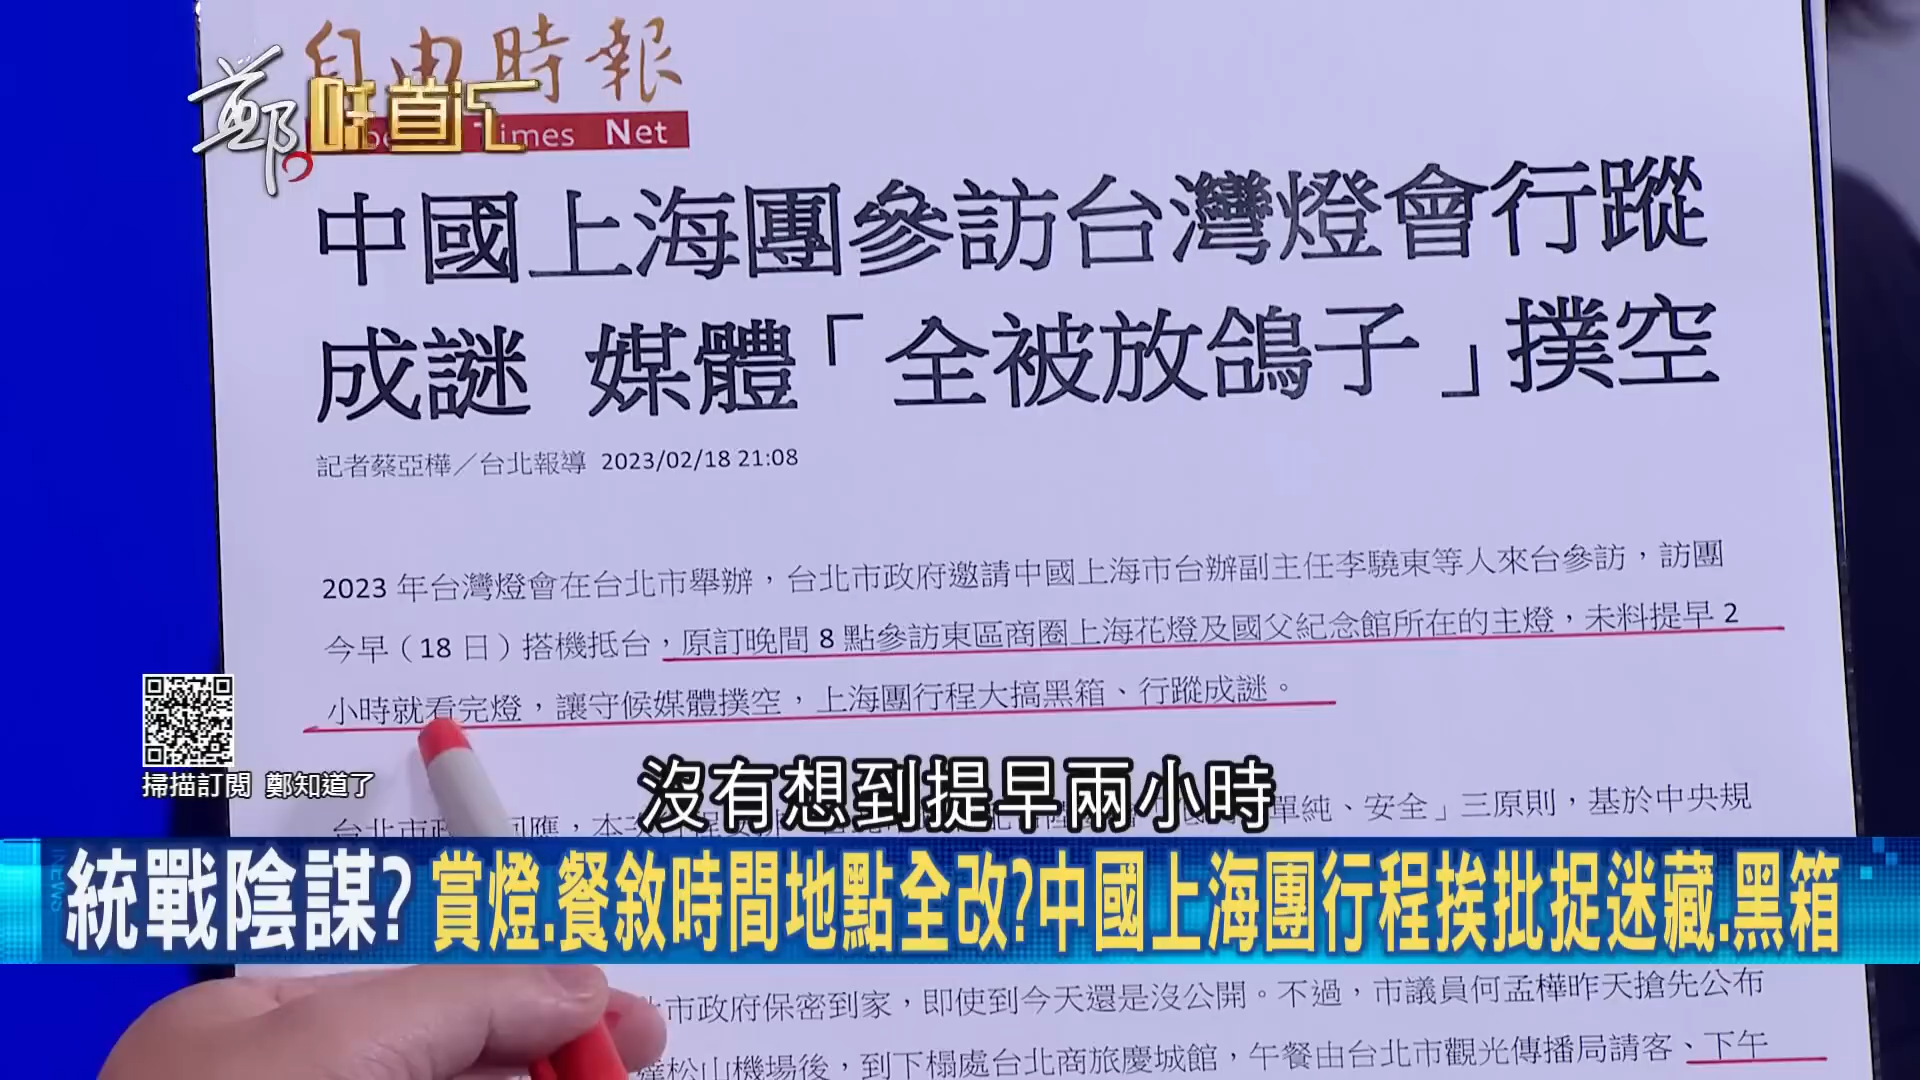 自由時報
鄭知首匯
Times Net
中國上海團參訪台灣燈會行蹤
成謎 媒體「全被放鴿子」撲空
記者蔡亞樺／台北報導 2023/02/18 21:08
2023 年台灣燈會在台北市舉辦，台北市政府邀請中國上海市台辦副主任李驍東等人來台參訪，訪團
今早（18 日）搭機抵台，原訂晚間 8 點參訪東區商圈上海花燈及國父紀念館所在的主燈，未料提早 2
小時就看完燈，讓守候媒體撲空，上海團行程大搞黑箱、行蹤成謎。
掃描訂閱 鄭知道了
沒有想到提早兩小時
單純、安全」三原則，基於中央規
統戰陰謀? 賞燈.餐敘時間地點全改?中國上海團行程挨批捉迷藏.黑箱
市政府保密到家，即使到今天還是沒公開。不過，市議員何孟樺昨天搶先公布
達松山機場後，到下榻處台北商旅慶城館，午餐由台北市觀光傳播局請客、下午